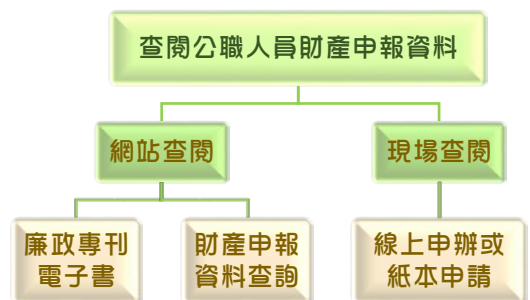 查閱公職人員財產申報資料
網站查閱
現場查閱
廉政專刊
電子書
財產申報
資料查詢
線上申辦或
紙本申請